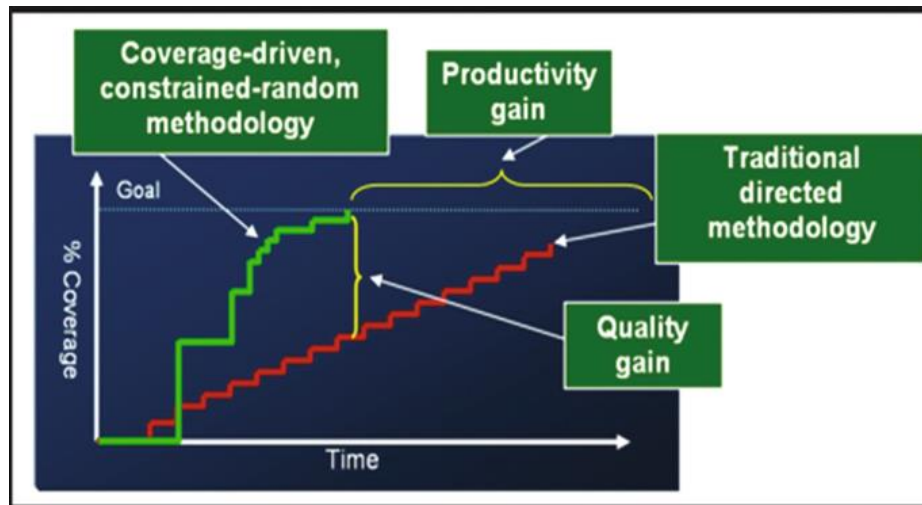 Coverage-driven,
constrained-random
methodology
Productivity
gain
Traditional
directed
methodology
Goal
% Coverage
Quality
gain
Time